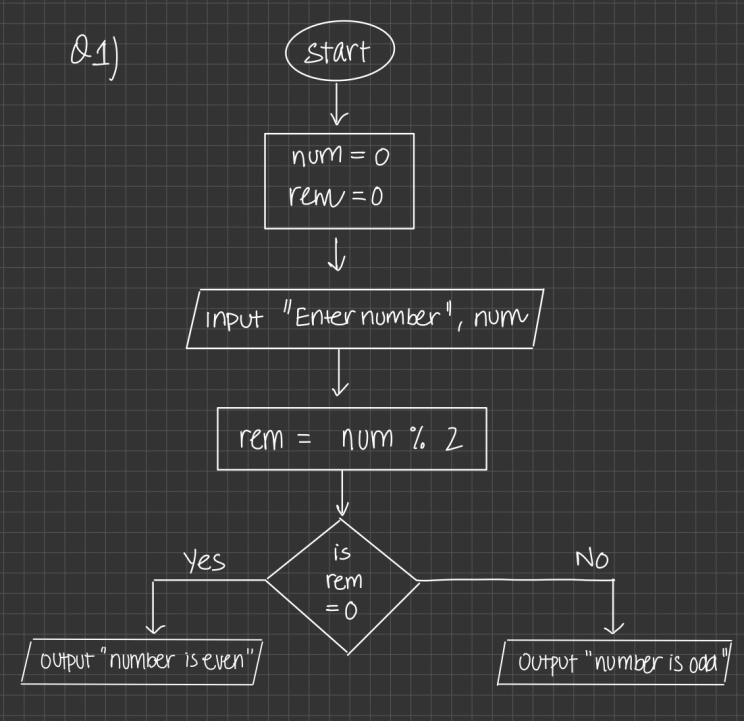 Q1)
start
num = 0
rem = 0
input "Enter number", num
rem = num % 2
is
rem
= 0
Yes
No
output "number is even"
output "number is odd"